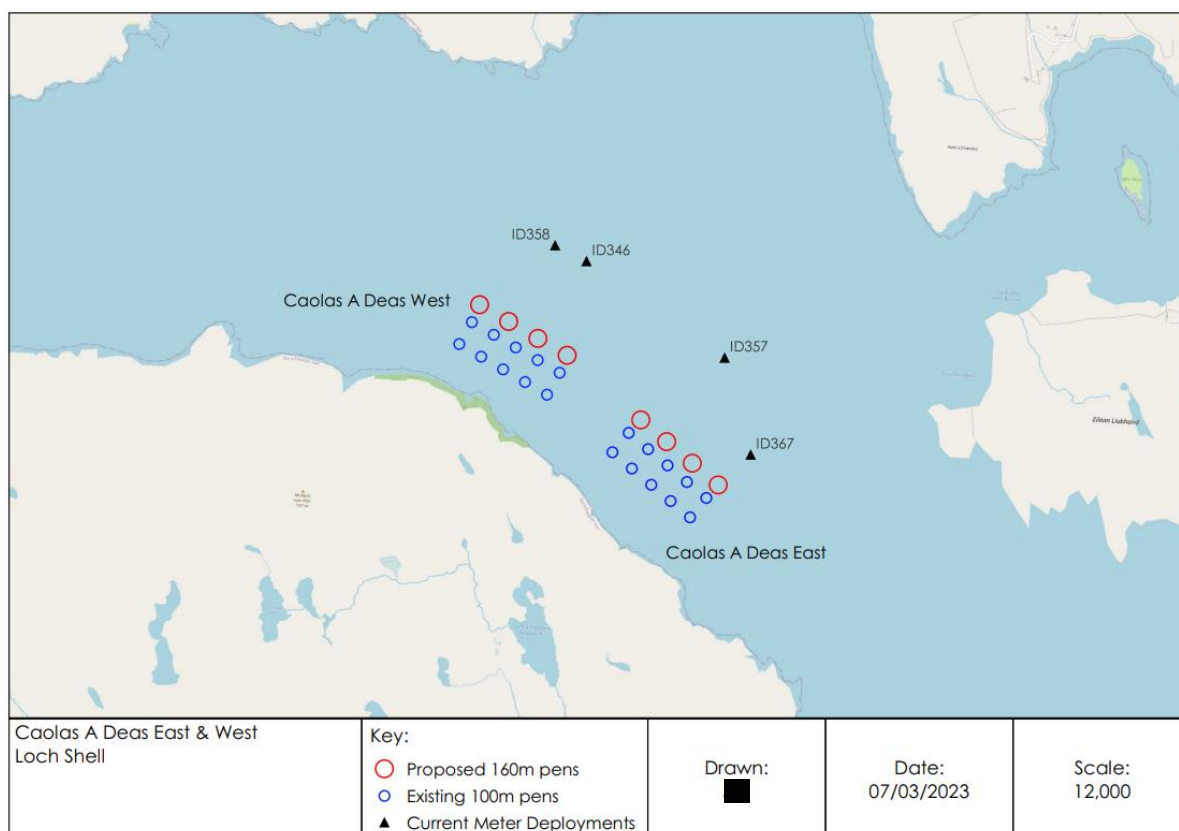 ID358
ID346
Caolas A Deas West
ID357
ID367
Eilean Liubhaird
Caolas A Deas East
Caolas A Deas East & West
Loch Shell
Key:
Proposed 160m pens
Existing 100m pens
Current Meter Deployments
Drawn:
Date:
07/03/2023
Scale:
12,000